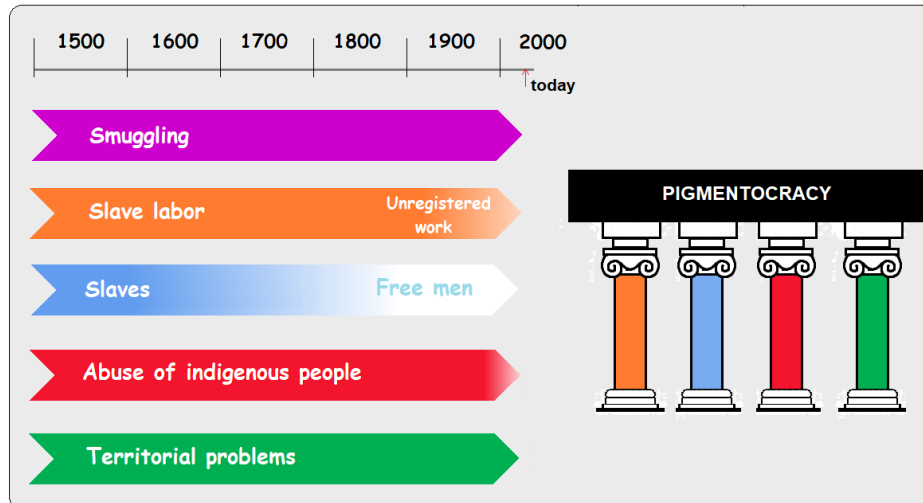 1500 1600 1700 1800 1900 2000
today
Smuggling
PIGMENTOCRACY
Slave labor
Unregistered
work
Slaves
Free men
Abuse of indigenous people
Territorial problems